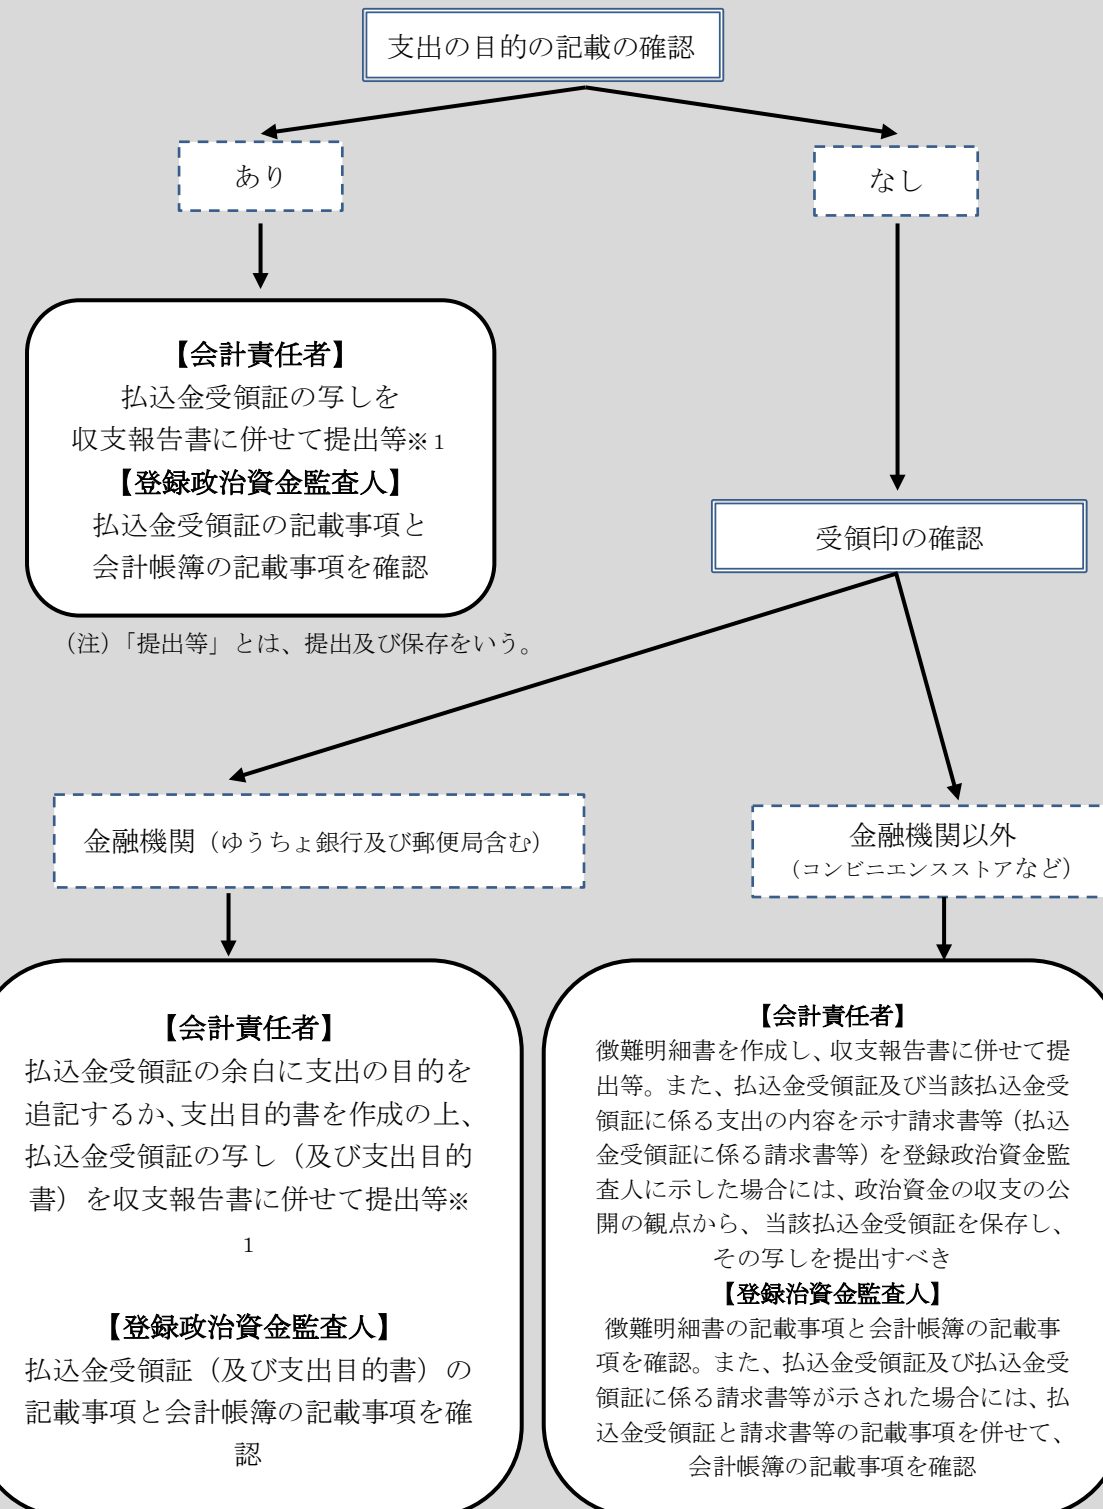 支出の目的の記載の確認
あり
なし
【会計責任者】
払込金受領証の写しを
収支報告書に併せて提出等※1
【登録政治資金監査人】
払込金受領証の記載事項と
会計帳簿の記載事項を確認
(注)「提出等」とは、提出及び保存をいう。
受領印の確認
金融機関（ゆうちょ銀行及び郵便局含む）
金融機関以外
（コンビニエンスストアなど）
【会計責任者】
払込金受領証の余白に支出の目的を
追記するか、支出目的書を作成の上、
払込金受領証の写し（及び支出目的
書）を収支報告書に併せて提出等※
1
【登録政治資金監査人】
払込金受領証（及び支出目的書）の
記載事項と会計帳簿の記載事項を確
認
【会計責任者】
徴難明細書を作成し、収支報告書に併せて提
出等。また、払込金受領証及び当該払込金受
領証に係る支出の内容を示す請求書等（払込
金受領証に係る請求書等）を登録政治資金監
査人に示した場合には、政治資金の収支の公
開の観点から、当該払込金受領証を保存し、
その写しを提出すべき
【登録治資金監査人】
徴難明細書の記載事項と会計帳簿の記載事
項を確認。また、払込金受領証及び払込金受
領証に係る請求書等が示された場合には、払
込金受領証と請求書等の記載事項を併せて、
会計帳簿の記載事項を確認